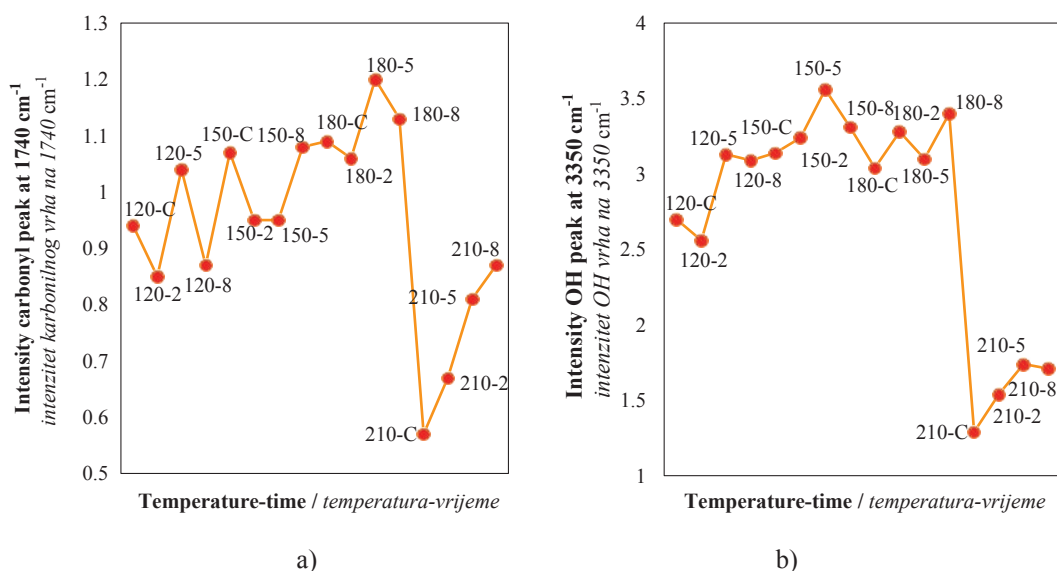 Intensity carbonyl peak at 1740 cm⁻¹
intenzitet karbonilnog vrha na 1740 cm⁻¹
1.3
1.2
1.1
1
0.9
0.8
0.7
0.6
0.5
120-C
120-2
120-5
120-8
150-C
150-2
150-5
150-8
180-C
180-2
180-5
180-8
210-C
210-2
210-5
210-8
Temperature-time / temperatura-vrijeme
a)
Intensity OH peak at 3350 cm⁻¹
intenzitet OH vrha na 3350 cm⁻¹
4
3.5
3
2.5
2
1.5
1
120-C
120-2
120-5
120-8
150-C
150-2
150-5
150-8
180-C
180-2
180-5
180-8
210-C
210-2
210-5
210-8
Temperature-time / temperatura-vrijeme
b)